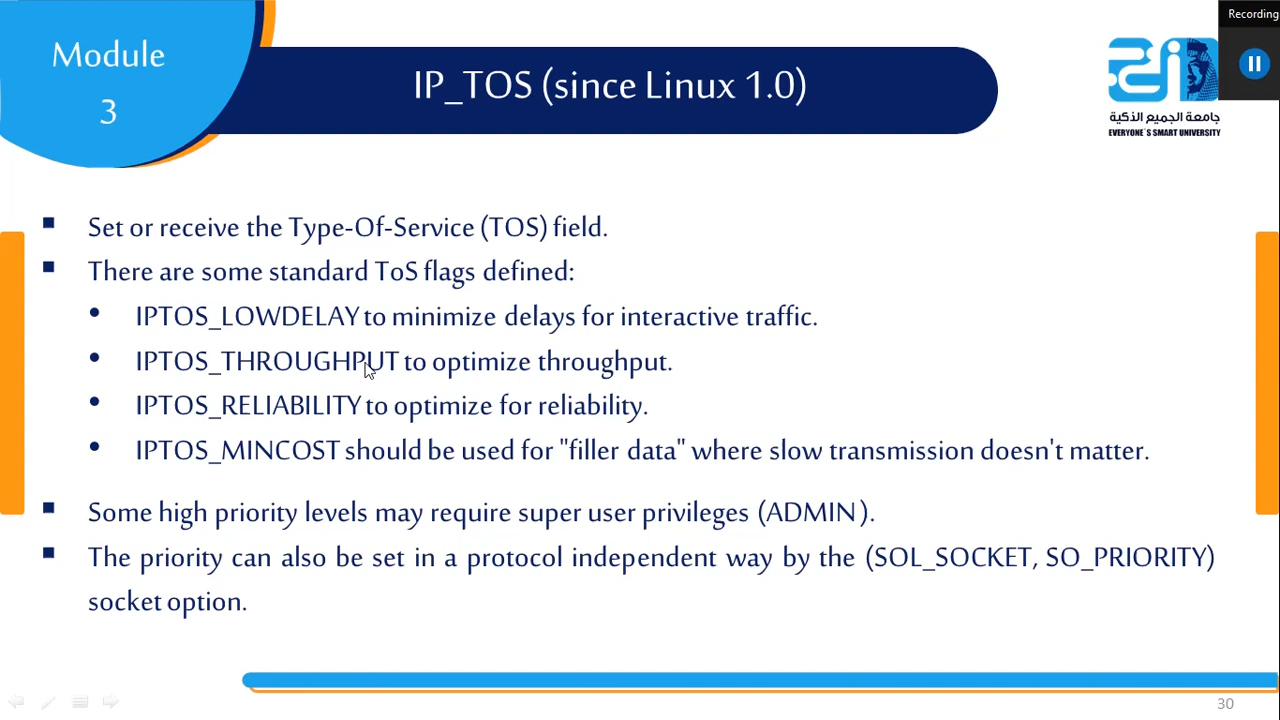 Recording
Module
3
IP_TOS (since Linux 1.0)
جامعة الجميع الذكية
EVERYONE'S SMART UNIVERSITY
Set or receive the Type-Of-Service (TOS) field.
There are some standard ToS flags defined:
IPTOS_LOWDELAY to minimize delays for interactive traffic.
IPTOS_THROUGHPUT to optimize throughput.
IPTOS_RELIABILITY to optimize for reliability.
IPTOS_MINCOST should be used for "filler data" where slow transmission doesn't matter.
Some high priority levels may require super user privileges (ADMIN ).
The priority can also be set in a protocol independent way by the (SOL_SOCKET, SO_PRIORITY)
socket option.
30